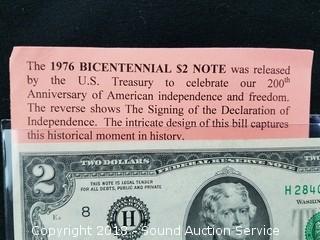 The 1976 BICENTENNIAL $2 NOTE was released
by the U.S. Treasury to celebrate our 200th
Anniversary of American independence and freedom.
The reverse shows The Signing of the Declaration
of Independence. The intricate design of this bill captures
this historical moment in history.
2
TWO DOLLARS
FEDERAL RESERVE NOTE
THIS NOTE IS LEGAL TENDER
FOR ALL DEBTS, PUBLIC AND PRIVATE
H 2840
8
H
Copyright 2018 - Sound Auction Service